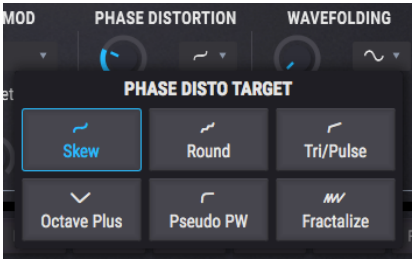 MOD PHASE DISTORTION WAVEFOLDING
PHASE DISTO TARGET
Skew Round Tri/Pulse
Octave Plus Pseudo PW Fractalize